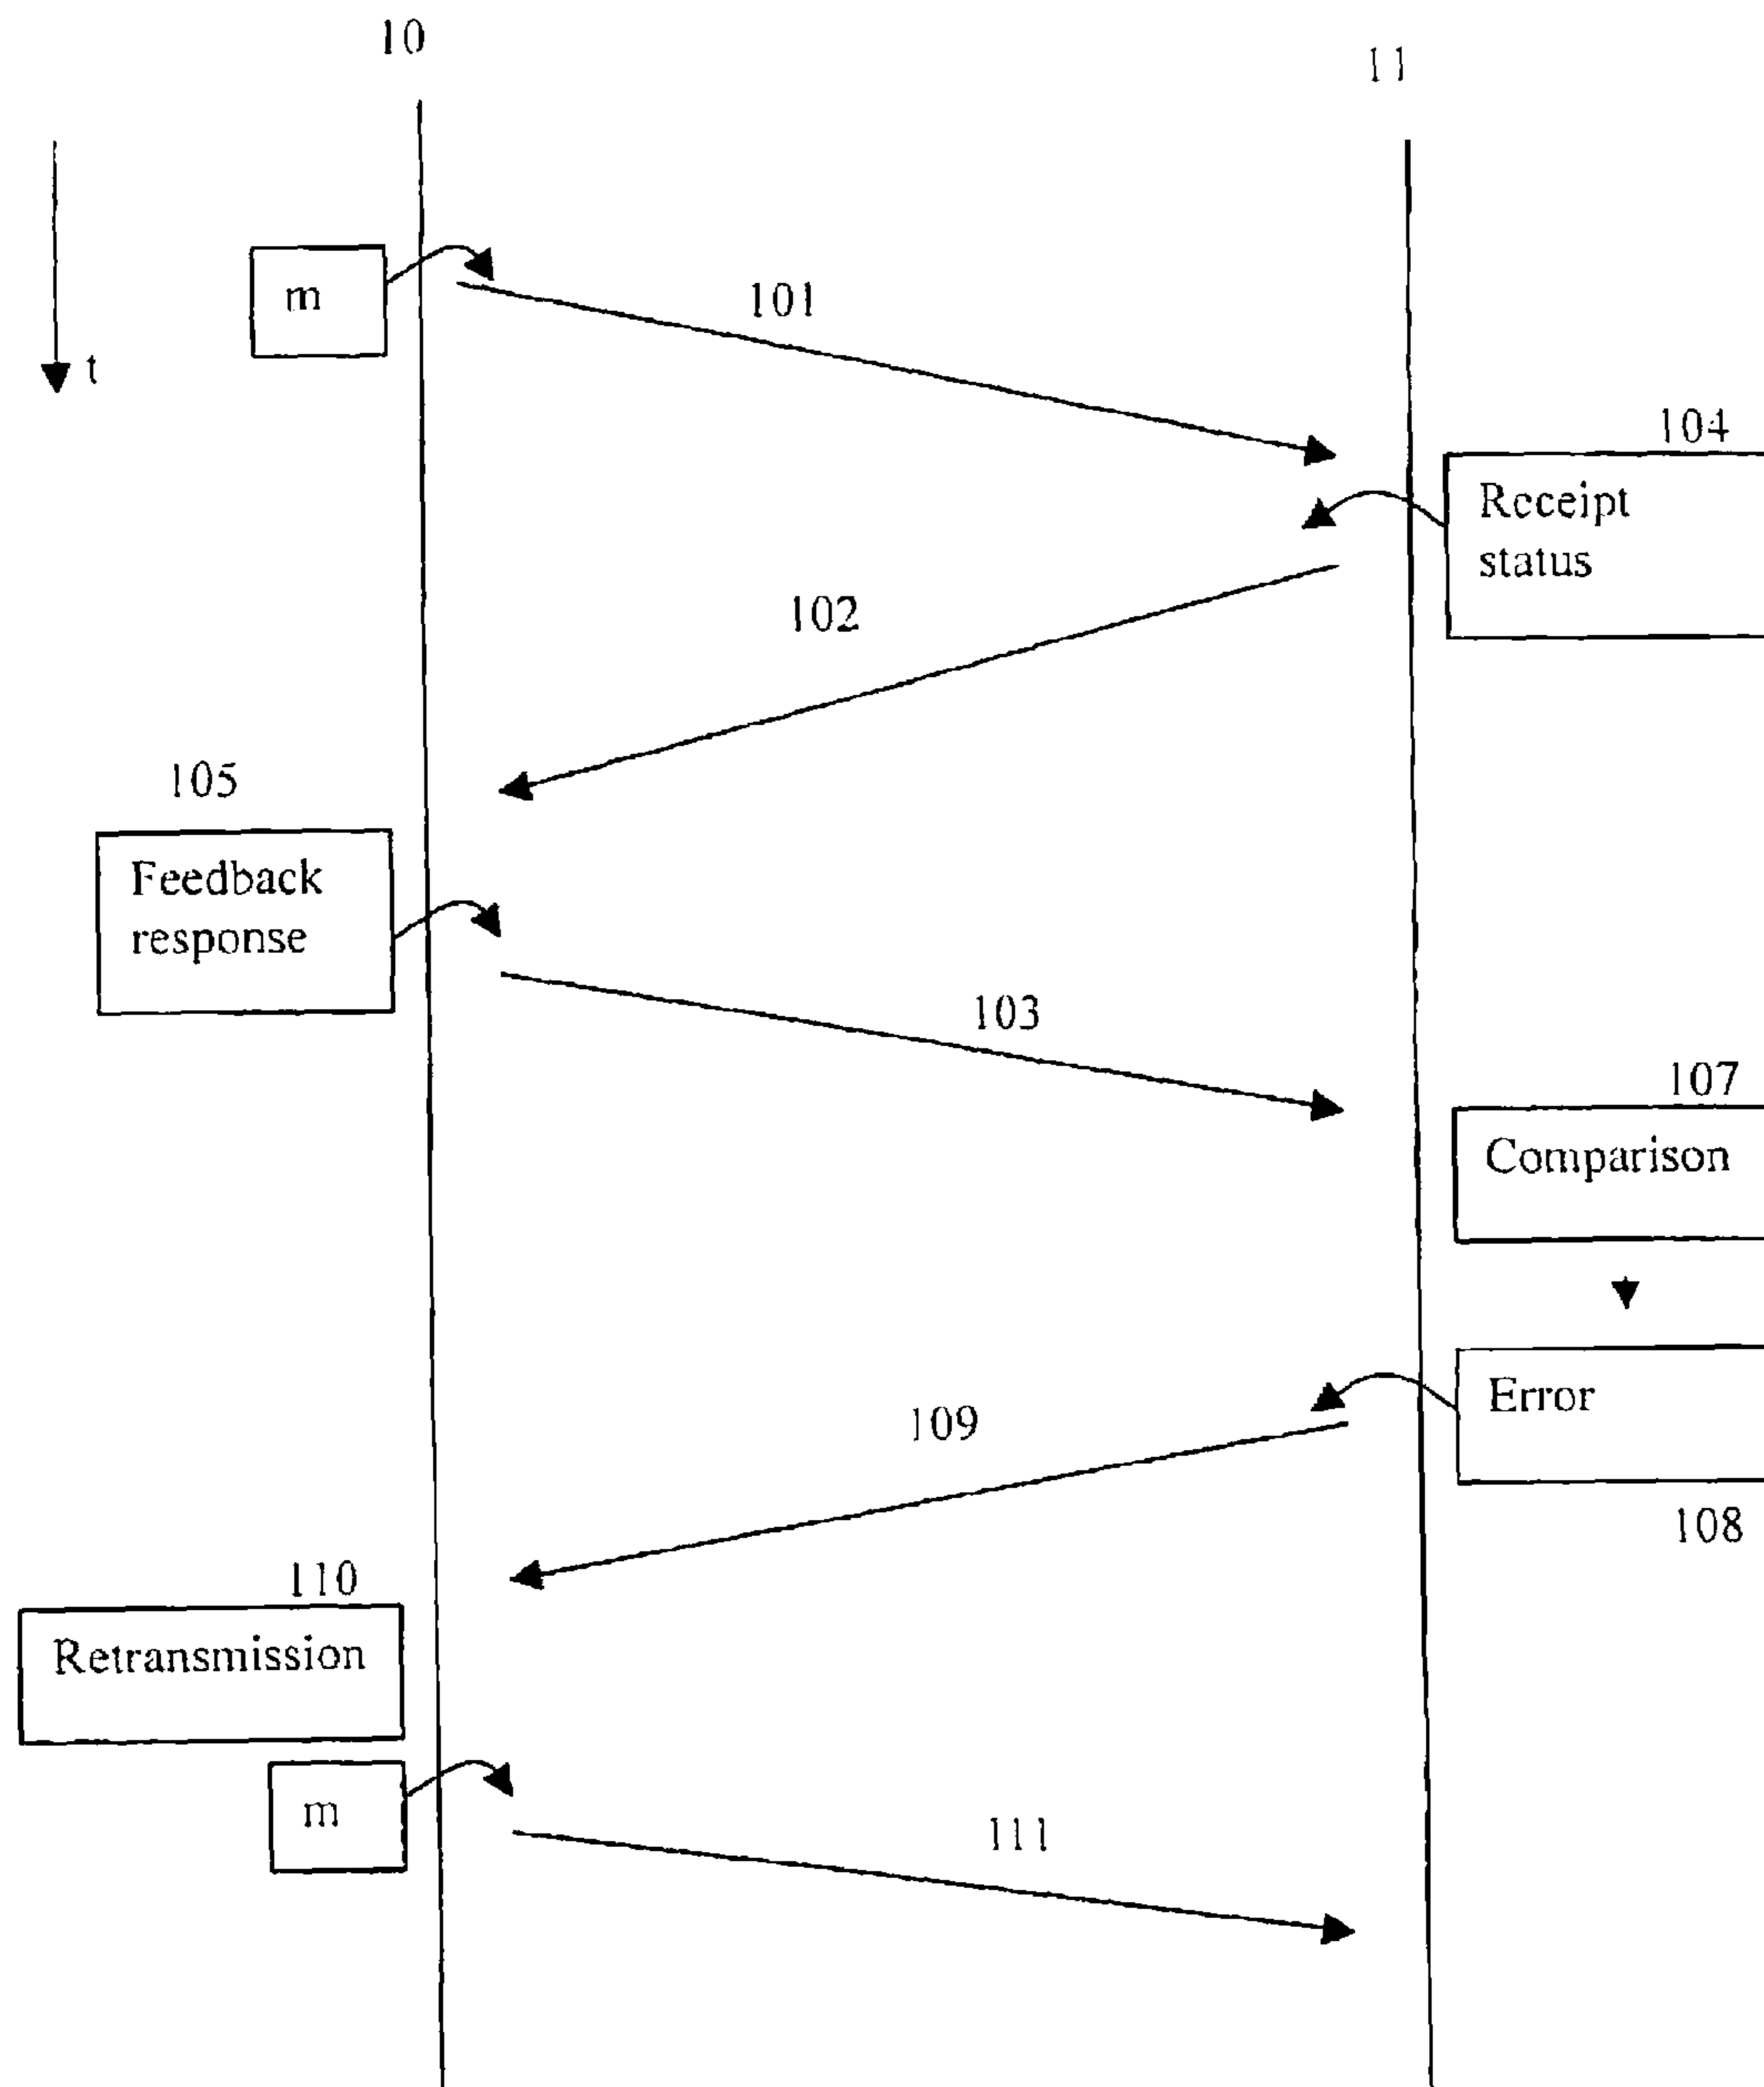 10
11
m
101
t
104
Receipt
status
102
105
Feedback
response
103
107
Comparison
Error
109
108
110
Retransmission
m
111